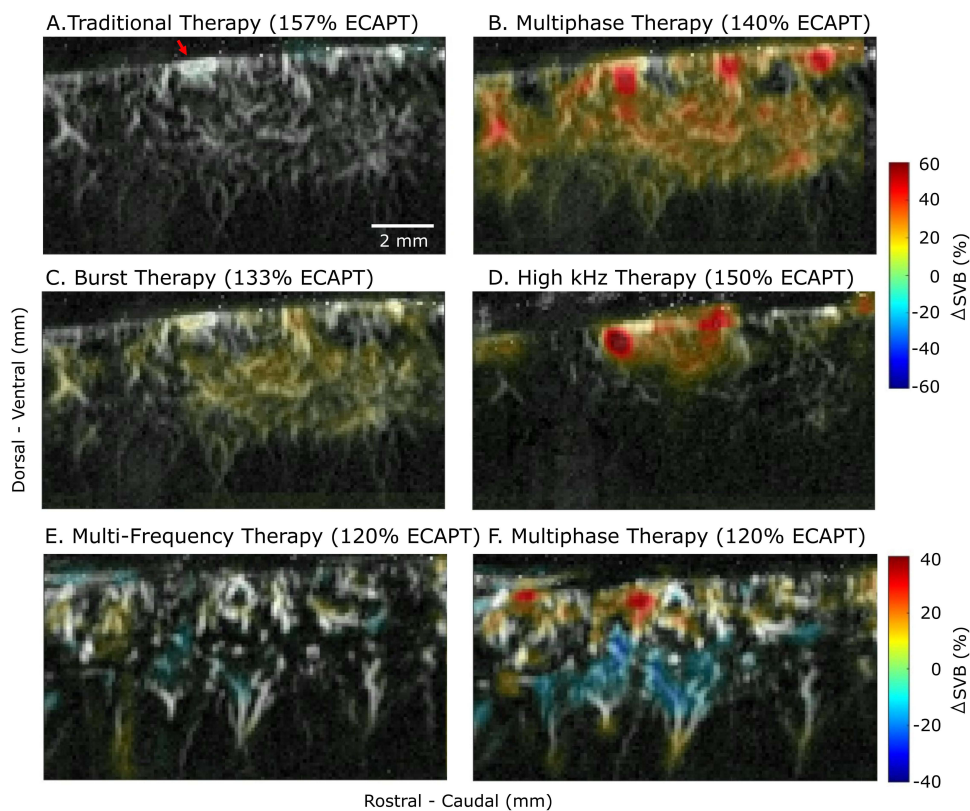 A.Traditional Therapy (157% ECAPT)
B. Multiphase Therapy (140% ECAPT)
2 mm
C. Burst Therapy (133% ECAPT)
D. High kHz Therapy (150% ECAPT)
60
40
20
0
-20
-40
-60
ΔSVB (%)
Dorsal - Ventral (mm)
E. Multi-Frequency Therapy (120% ECAPT)
F. Multiphase Therapy (120% ECAPT)
40
20
0
-20
-40
ΔSVB (%)
Rostral - Caudal (mm)